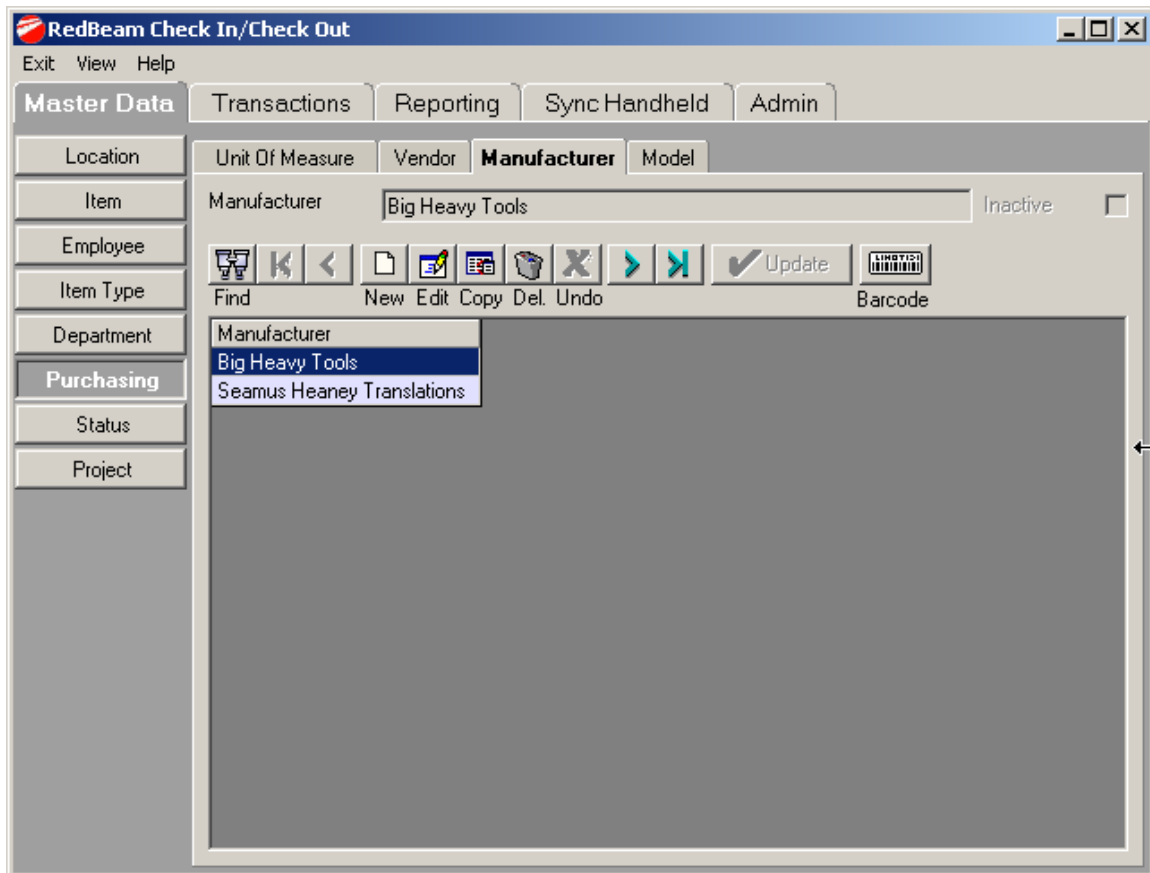 RedBeam Check In/Check Out
Exit View Help
Master Data Transactions Reporting Sync Handheld Admin
Location
Item
Employee
Item Type
Department
Purchasing
Status
Project
Unit Of Measure Vendor Manufacturer Model
Manufacturer Big Heavy Tools Inactive
Update
Find New Edit Copy Del. Undo Barcode
Manufacturer
Big Heavy Tools
Seamus Heaney Translations